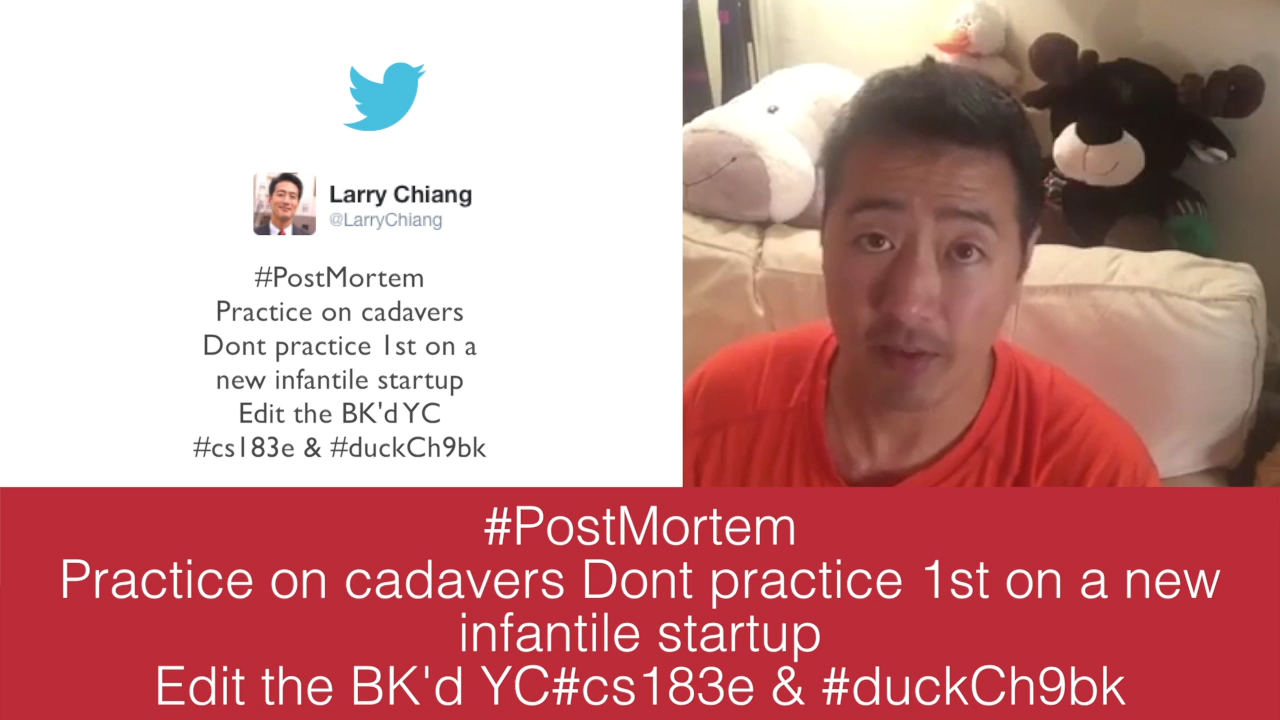 Larry Chiang
@LarryChiang
#PostMortem
Practice on cadavers
Dont practice 1st on a
new infantile startup
Edit the BK'd YC
#cs183e & #duckCh9bk
#PostMortem
Practice on cadavers Dont practice 1st on a new
infantile startup
Edit the BK'd YC#cs183e & #duckCh9bk